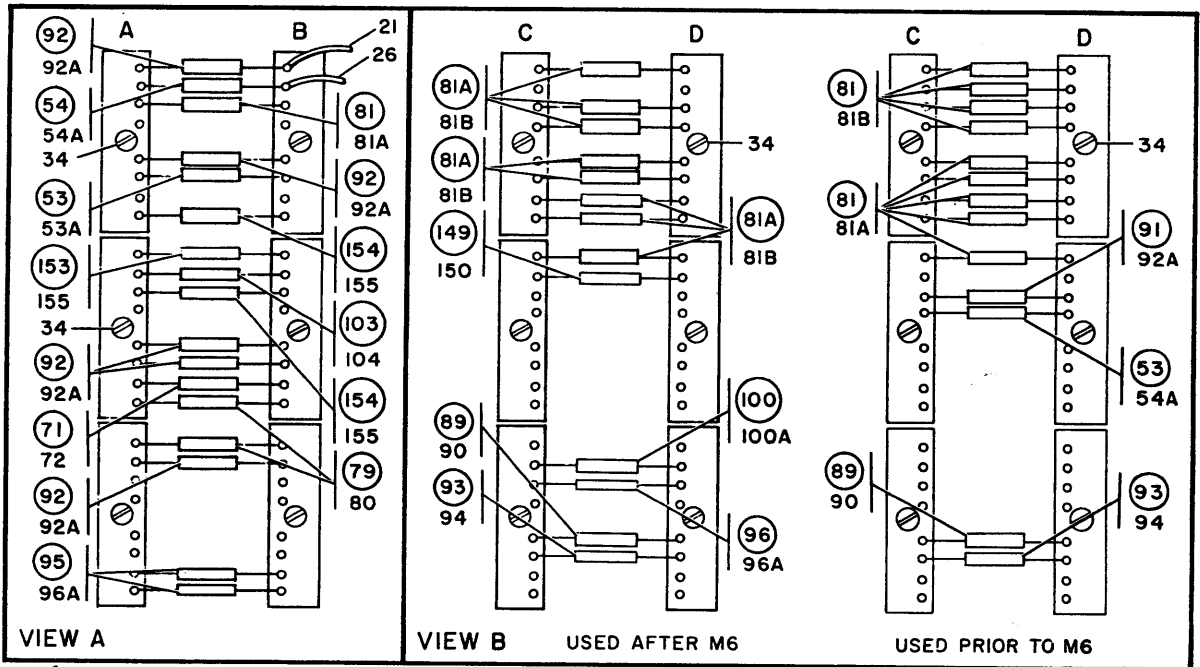 A
B
92
92A
21
26
54
54A
34
81
81A
53
53A
92
92A
153
155
34
154
155
103
104
92
92A
71
72
154
155
92
92A
79
80
95
96A
VIEW A
C
D
81A
81B
34
81A
81B
149
150
81A
81B
89
90
100
100A
93
94
96
96A
VIEW B
USED AFTER M6
C
D
81
81B
34
81
81A
91
92A
53
54A
89
90
93
94
USED PRIOR TO M6